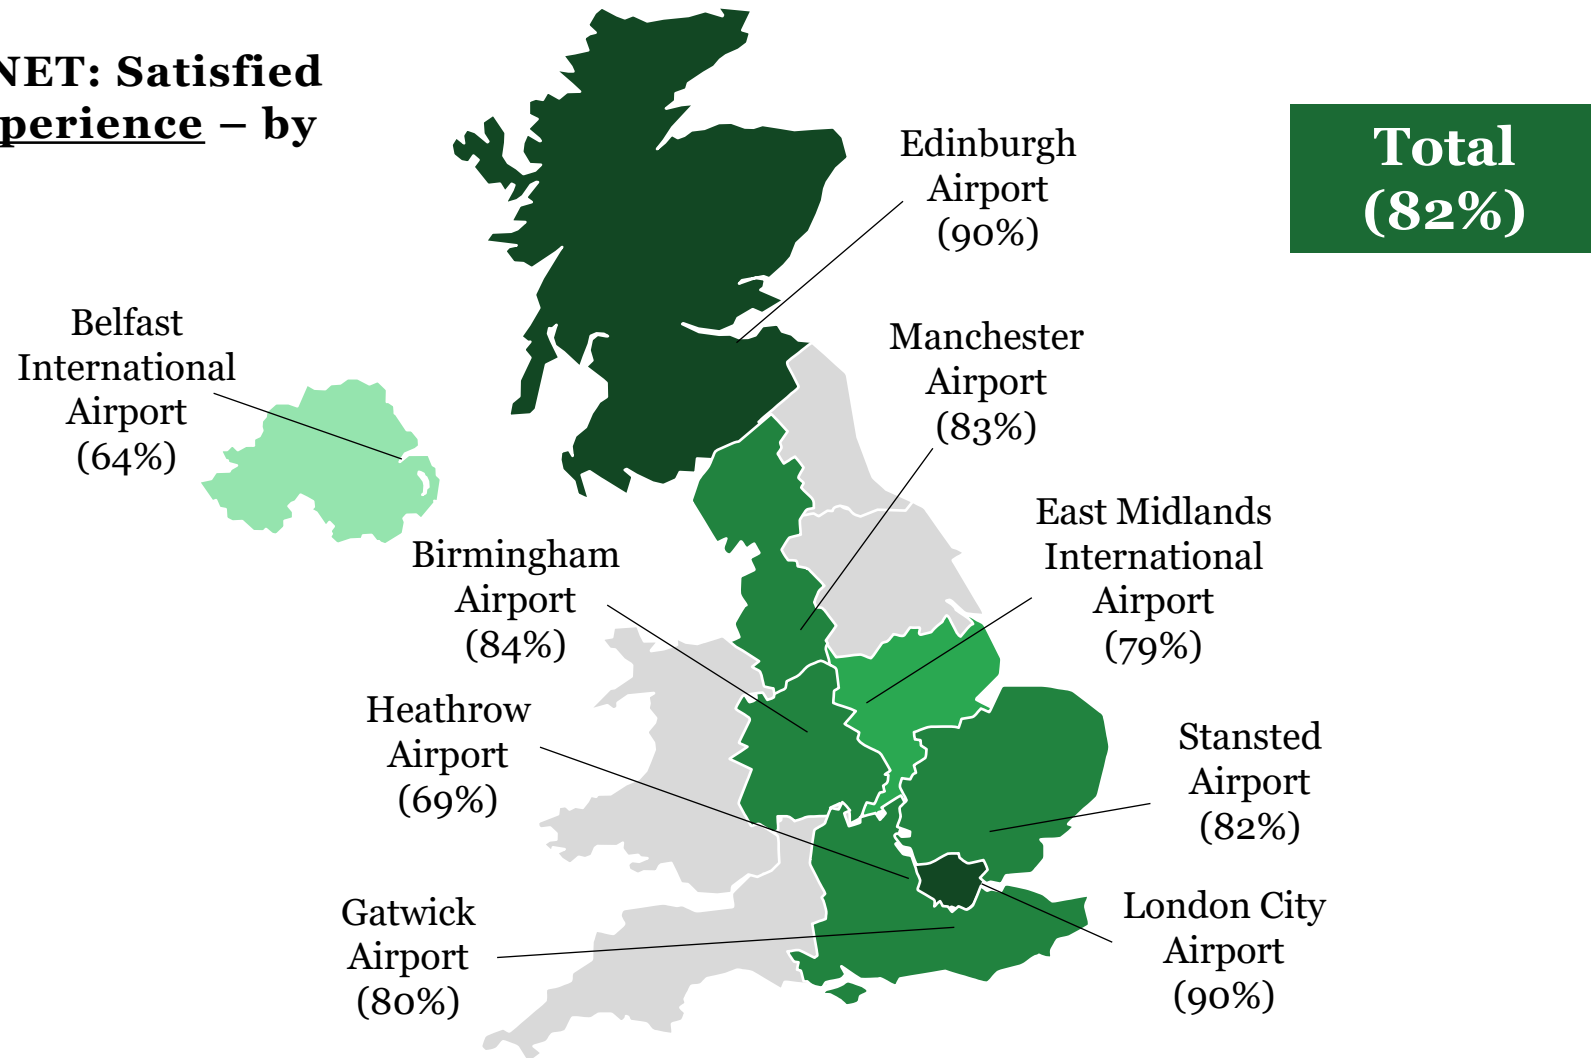 NET: Satisfied
perience – by
Total
(82%)
Edinburgh
Airport
(90%)
Belfast
International
Airport
(64%)
Manchester
Airport
(83%)
East Midlands
International
Airport
(79%)
Birmingham
Airport
(84%)
Heathrow
Airport
(69%)
Stansted
Airport
(82%)
Gatwick
Airport
(80%)
London City
Airport
(90%)